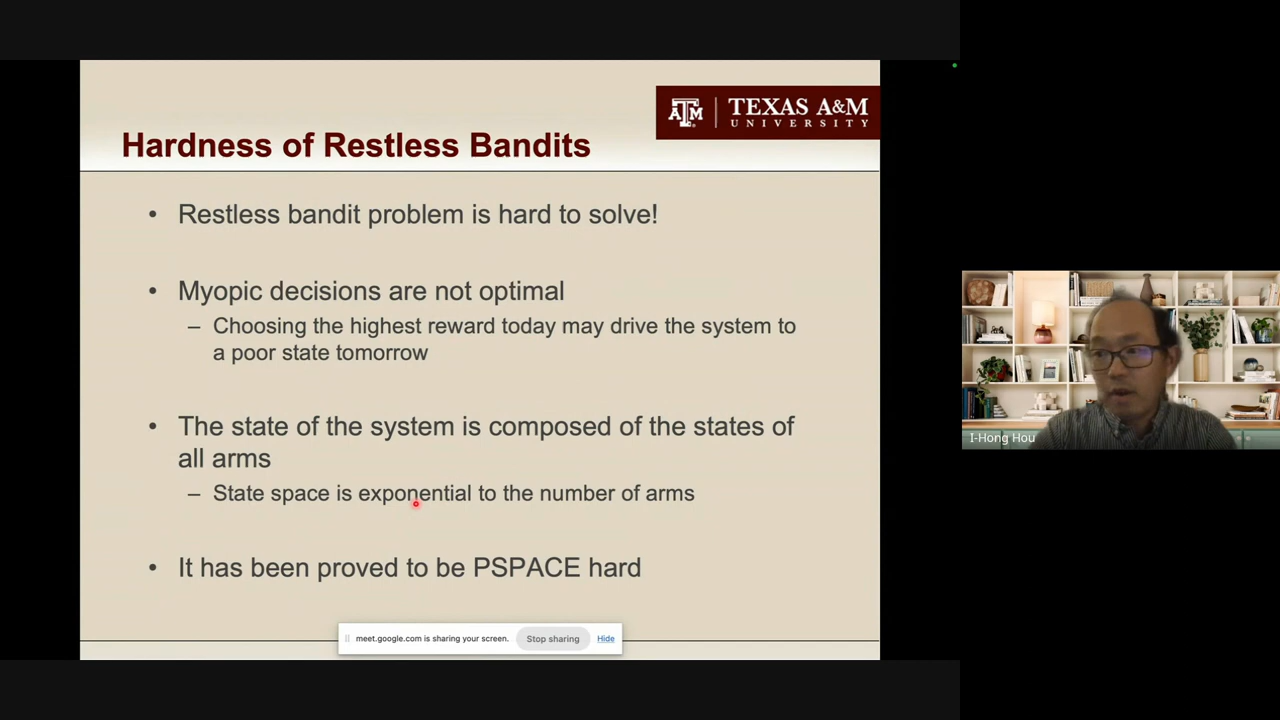 TEXAS A&M
UNIVERSITY
Hardness of Restless Bandits
• Restless bandit problem is hard to solve!
• Myopic decisions are not optimal
– Choosing the highest reward today may drive the system to
a poor state tomorrow
• The state of the system is composed of the states of
all arms
– State space is exponential to the number of arms
• It has been proved to be PSPACE hard
meet.google.com is sharing your screen. Stop sharing Hide
I-Hong Hou